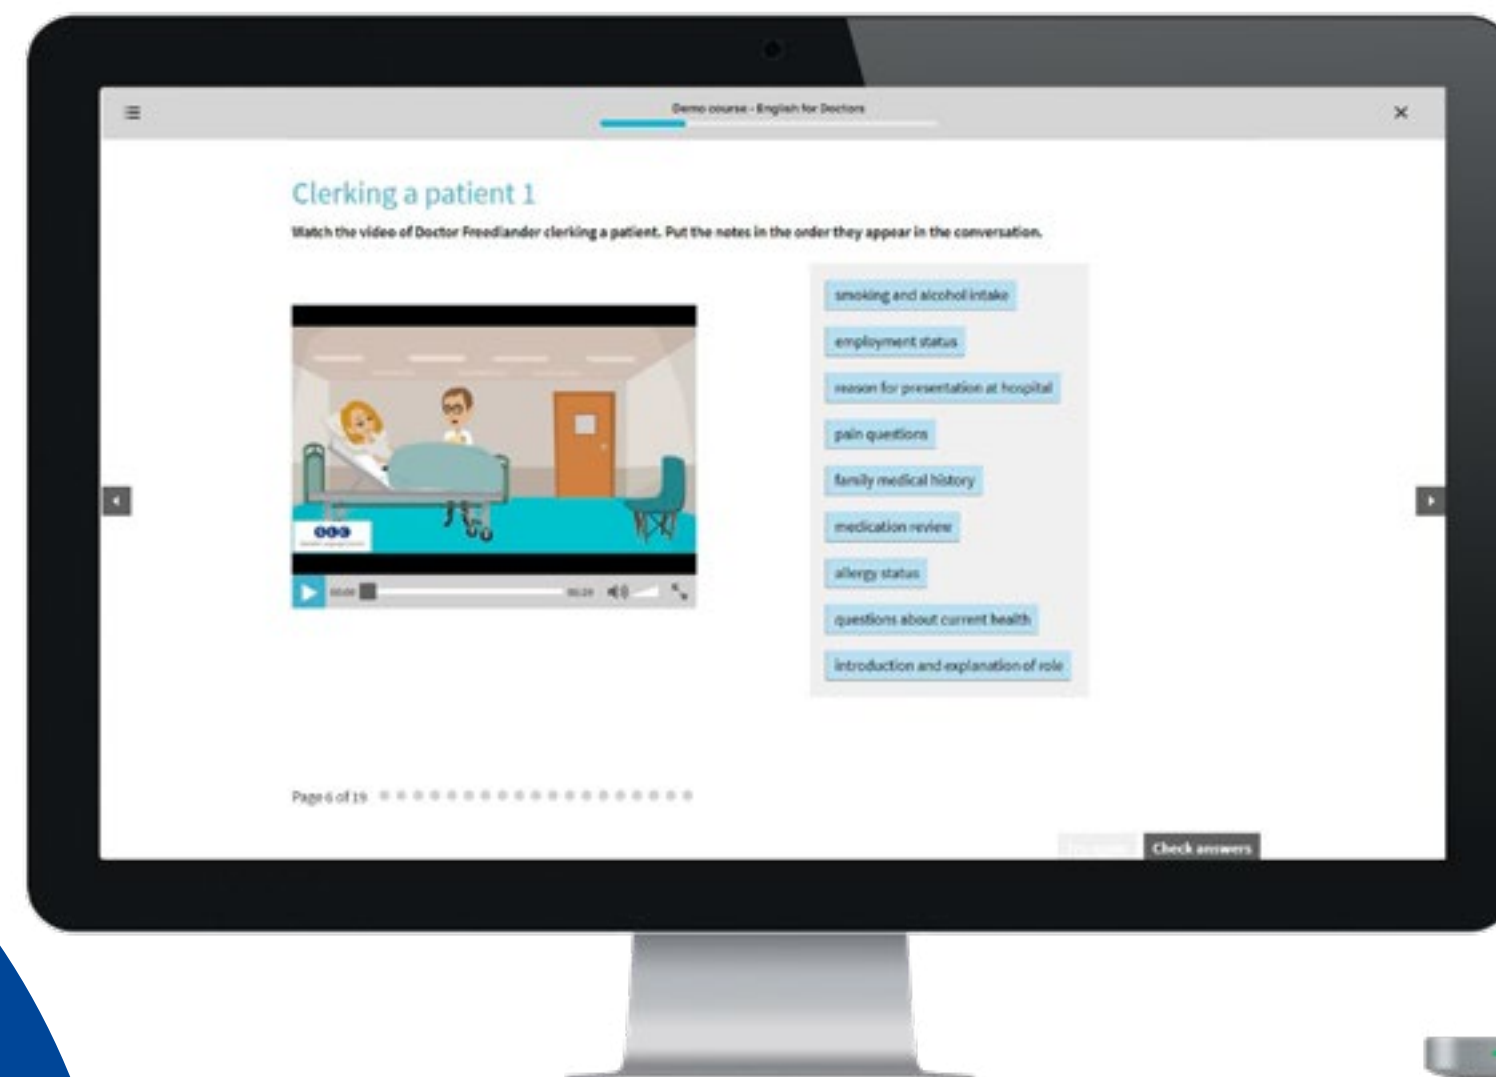 Demo course - English for Doctors
Clerking a patient 1
Watch the video of Doctor Freedlander clerking a patient. Put the notes in the order they appear in the conversation.
smoking and alcohol intake
employment status
reason for presentation at hospital
pain questions
family medical history
medication review
allergy status
questions about current health
introduction and explanation of role
SLC
00:00
Page 6 of 19
Check answers